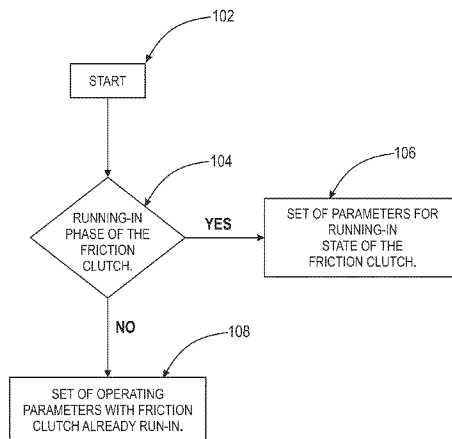 102
START
104
RUNNING-IN
PHASE OF THE
FRICTION
CLUTCH.
YES
106
SET OF PARAMETERS FOR
RUNNING-IN
STATE OF THE
FRICTION CLUTCH.
NO
108
SET OF OPERATING
PARAMETERS WITH FRICTION
CLUTCH ALREADY RUN-IN.